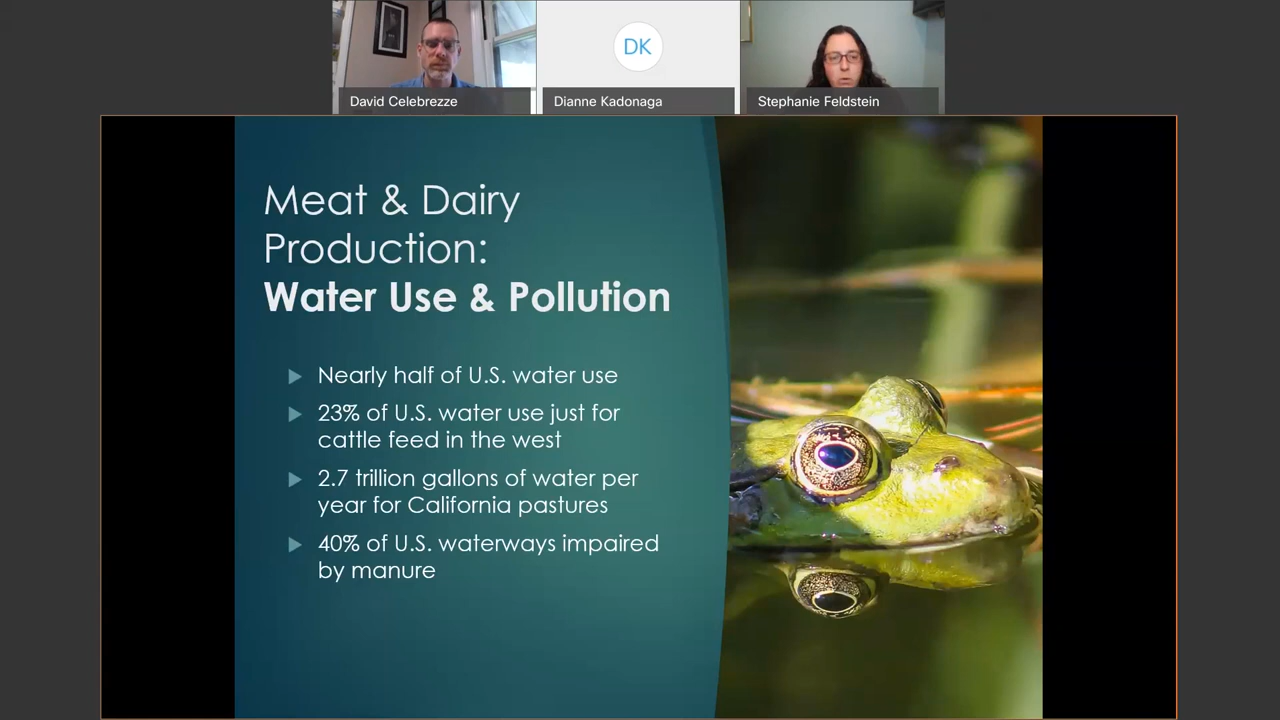 DK
David Celebrezze
Dianne Kadonaga
Stephanie Feldstein
Meat & Dairy
Production:
Water Use & Pollution
Nearly half of U.S. water use
23% of U.S. water use just for
cattle feed in the west
2.7 trillion gallons of water per
year for California pastures
40% of U.S. waterways impaired
by manure